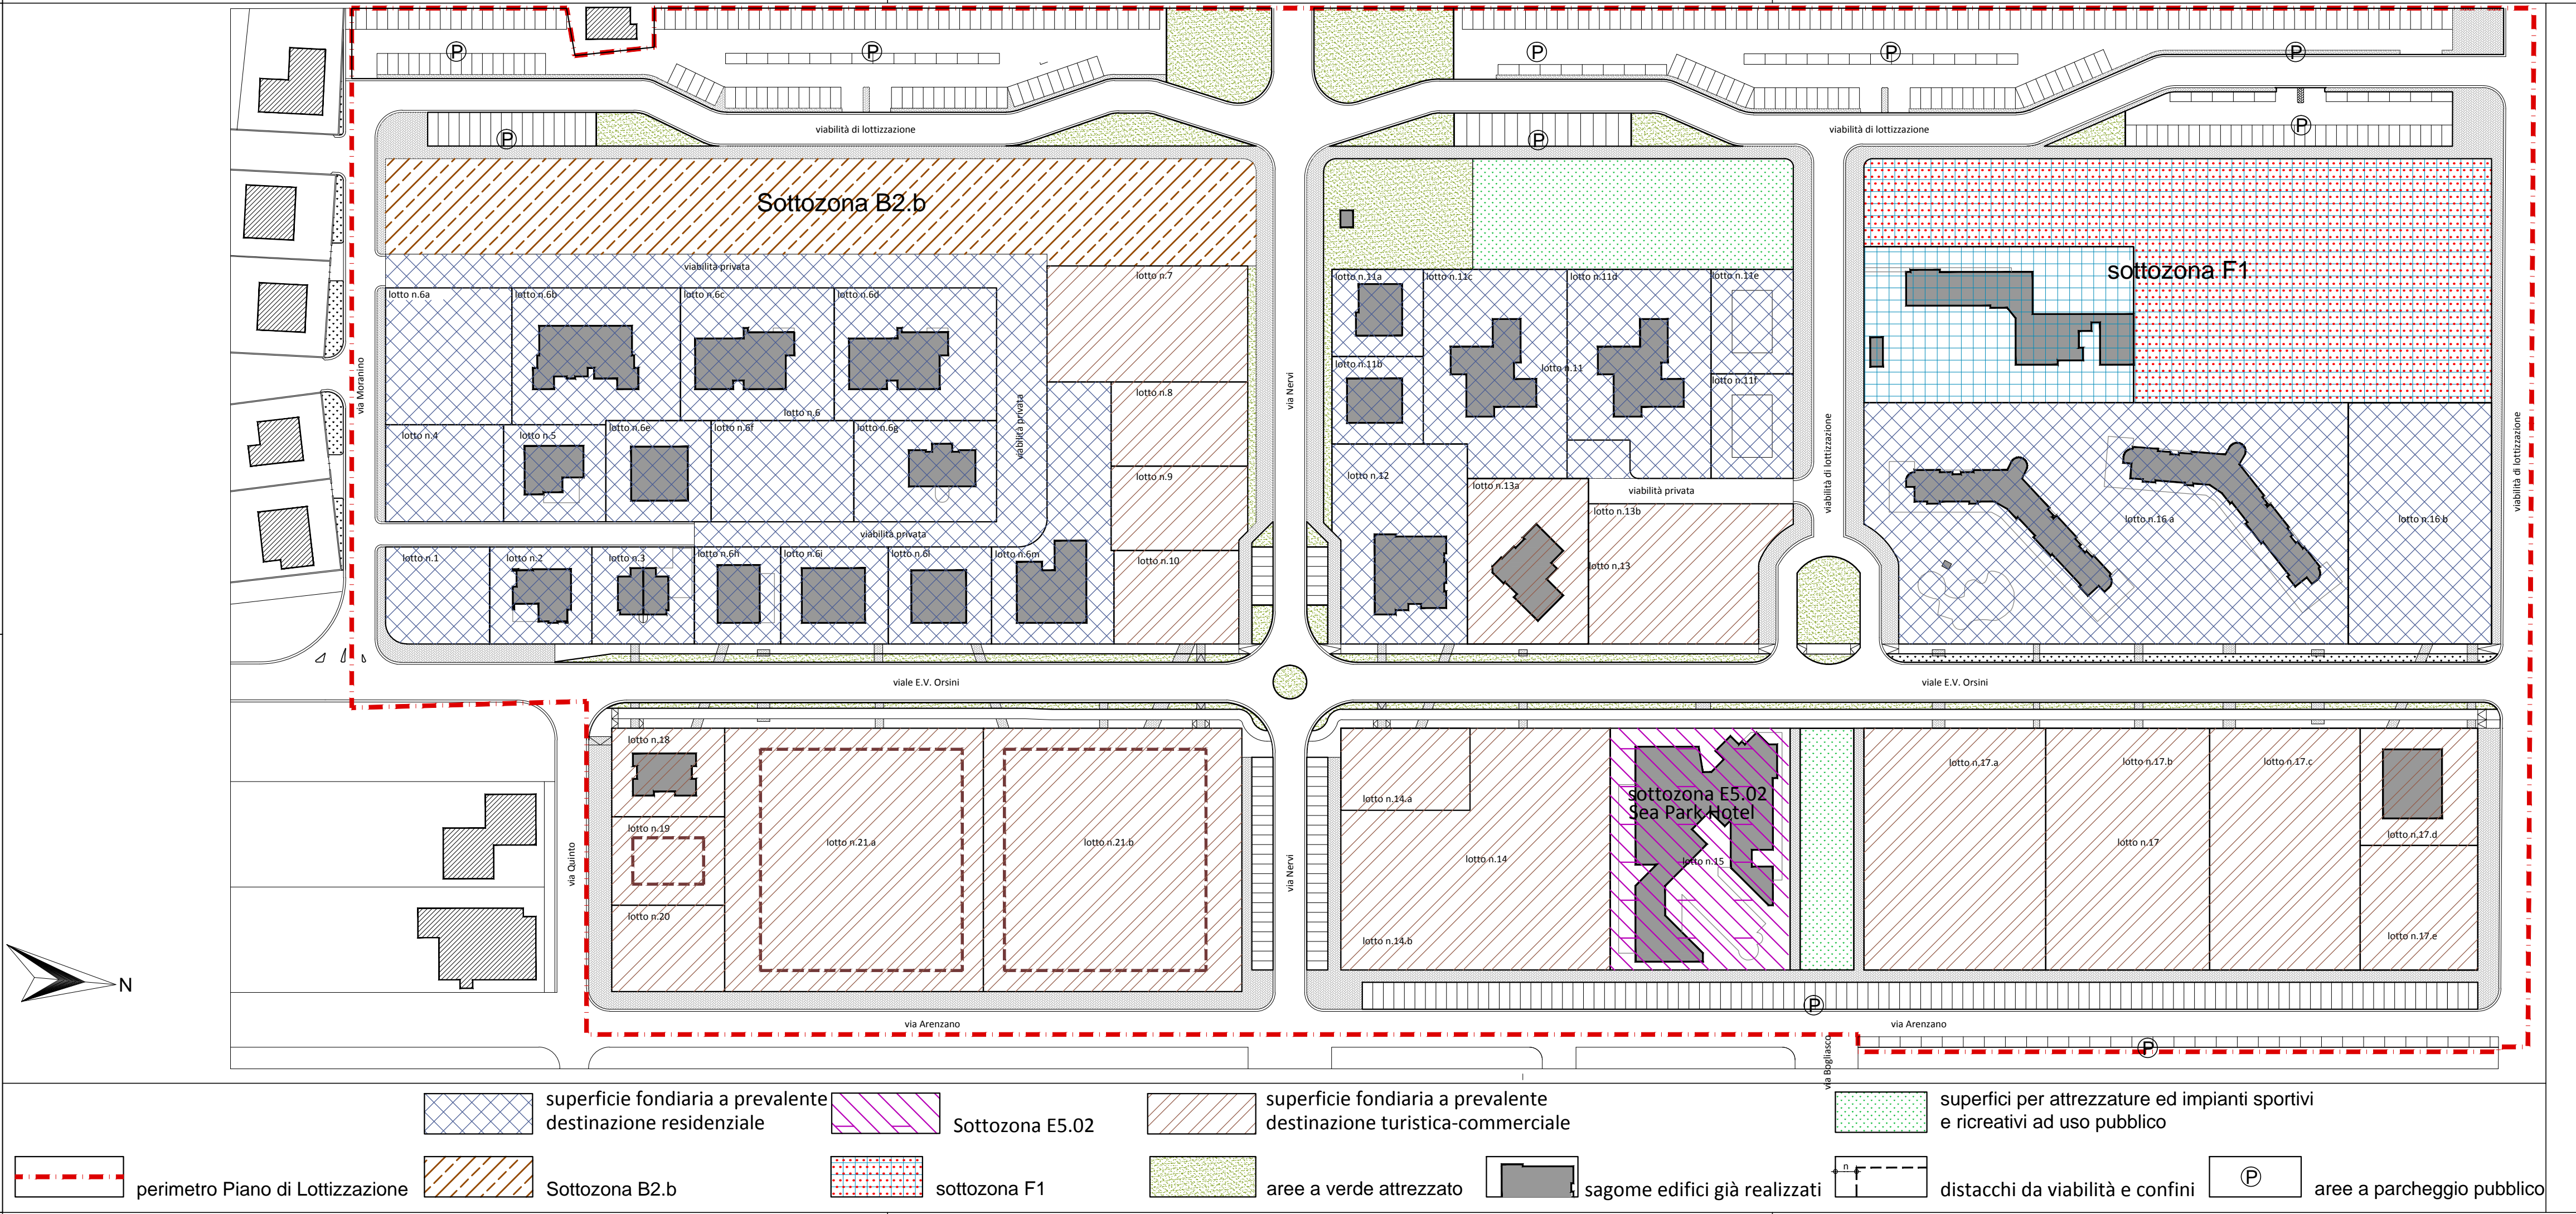 P
P
P
P
P
P
P
P
P
viabilità di lottizzazione
viabilità di lottizzazione
Sottozona B2.b
viabilità privata
lotto n.7
lotto n.6a
lotto n.6b
lotto n.6c
lotto n.6d
lotto n.8
lotto n.6
lotto n.4
lotto n.5
lotto n.6e
lotto n.6f
lotto n.6g
viabilità privata
lotto n.9
viabilità privata
lotto n.1
lotto n.2
lotto n.3
lotto n.6h
lotto n.6i
lotto n.6l
lotto n.6m
lotto n.10
via Moranino
via Nervi
lotto n.11a
lotto n.11c
lotto n.11d
lotto n.11e
lotto n.11b
lotto n.11
lotto n.11f
lotto n.12
lotto n.13a
viabilità privata
lotto n.13b
lotto n.13
viabilità di lottizzazione
sottozona F1
lotto n.16 a
lotto n.16 b
viabilità di lottizzazione
viale E.V. Orsini
viale E.V. Orsini
lotto n.18
lotto n.19
lotto n.20
lotto n.21.a
lotto n.21.b
via Quinto
via Nervi
lotto n.14.a
lotto n.14
lotto n.14.b
sottozona E5.02
Sea Park Hotel
lotto n.15
lotto n.17.a
lotto n.17.b
lotto n.17.c
lotto n.17
lotto n.17.d
lotto n.17.e
N
P
via Arenzano
via Arenzano
P
via Bogliasco
superficie fondiaria a prevalente
destinazione residenziale
Sottozona E5.02
superficie fondiaria a prevalente
destinazione turistica-commerciale
superfici per attrezzature ed impianti sportivi
e ricreativi ad uso pubblico
perimetro Piano di Lottizzazione
Sottozona B2.b
sottozona F1
aree a verde attrezzato
sagome edifici già realizzati
n
distacchi da viabilità e confini
P
aree a parcheggio pubblico